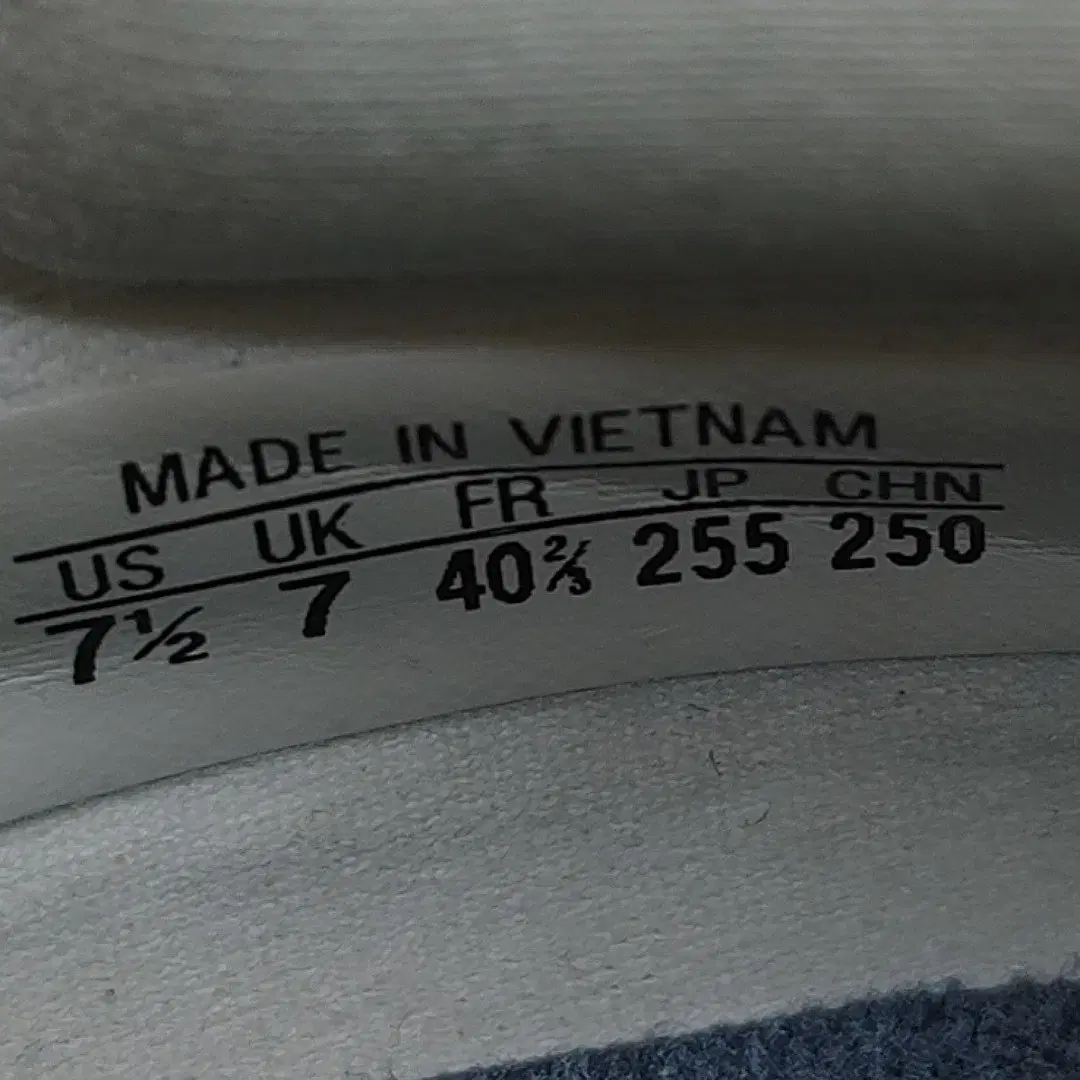 MADE IN VIETNAM
US UK FR JP CHN
7½ 7 40⅔ 255 250